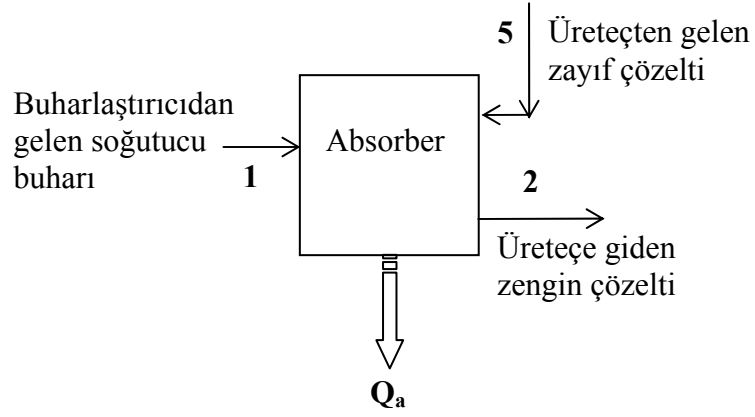 5
Üreteçten gelen
zayıf çözelti
Buharlaştırıcıdan
gelen soğutucu
buharı
1
Absorber
2
Üreteçe giden
zengin çözelti
Qa